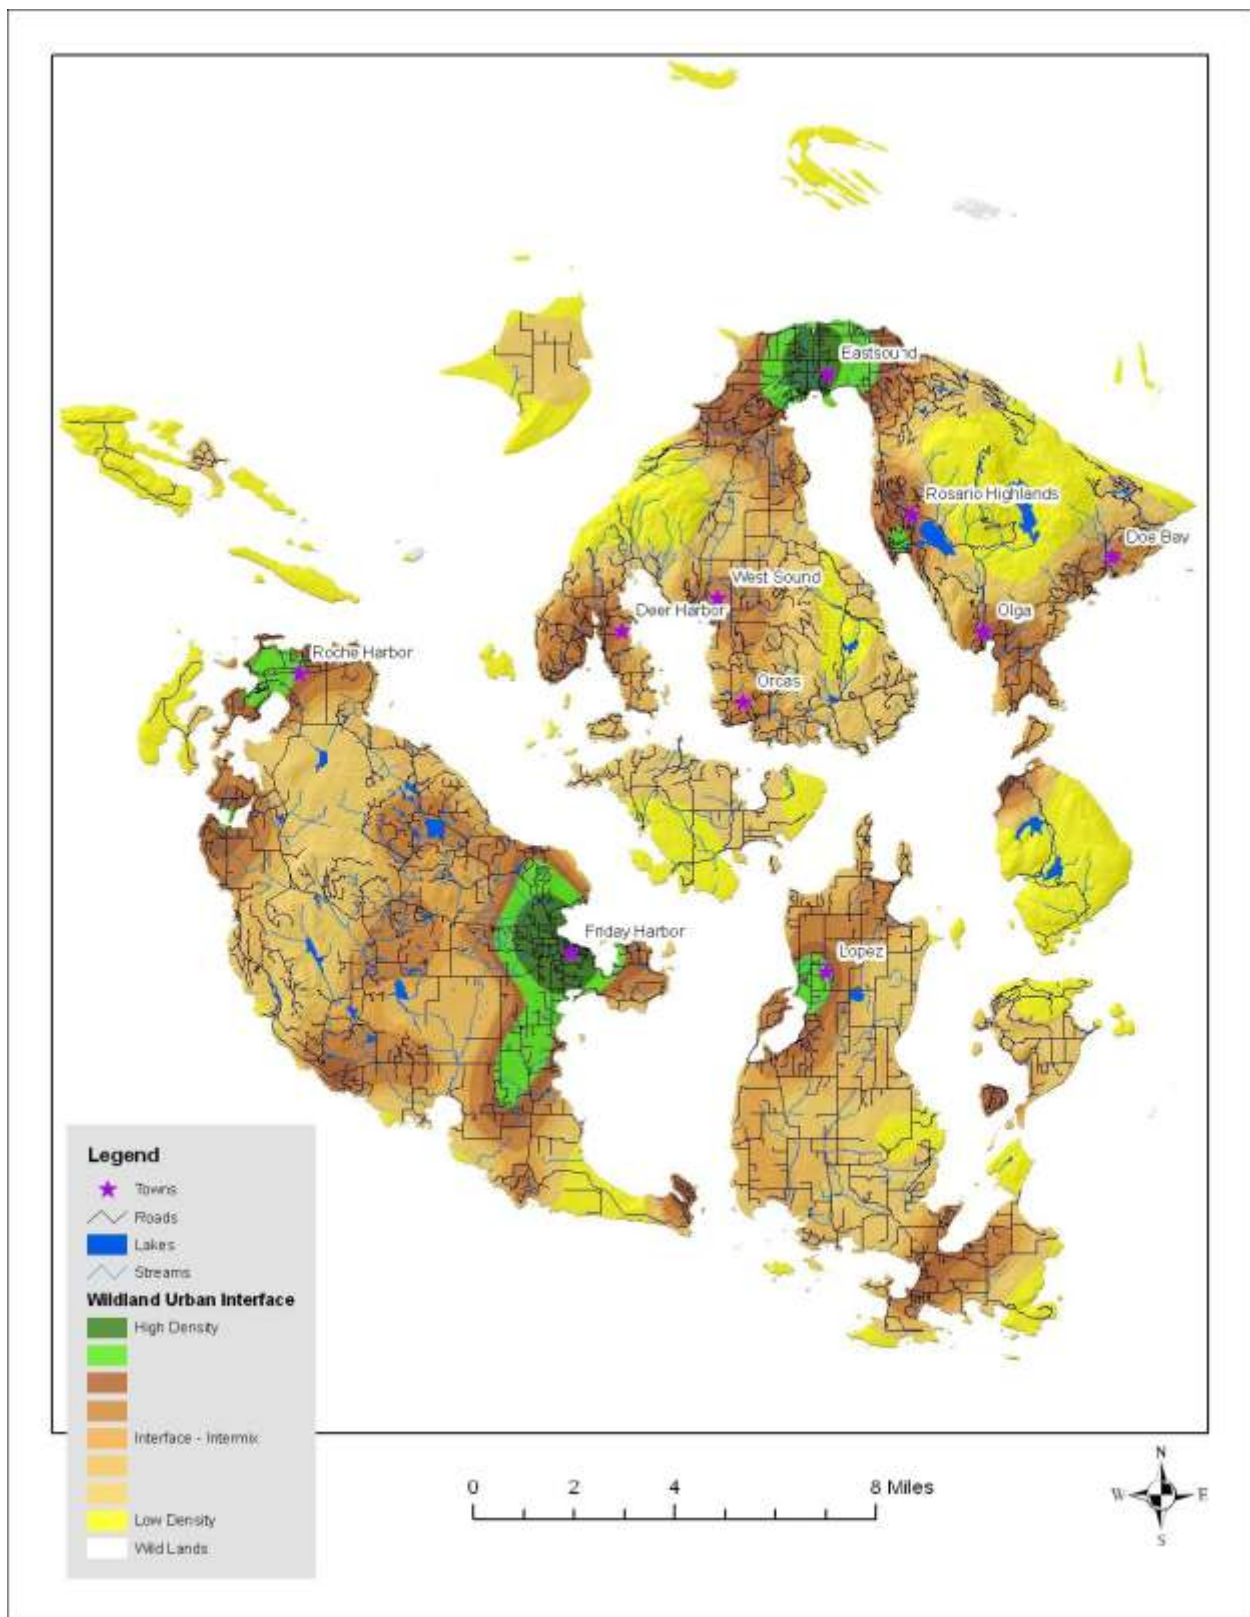 Eastsound
Rosario Highlands
Doe Bay
West Sound
Deer Harbor
Olga
Roche Harbor
Orcas
Friday Harbor
Lopez
Legend
Towns
Roads
Lakes
Streams
Wildland Urban Interface
High Density
Interface - Intermix
Low Density
Wild Lands
0 2 4 8 Miles
N
W E
S